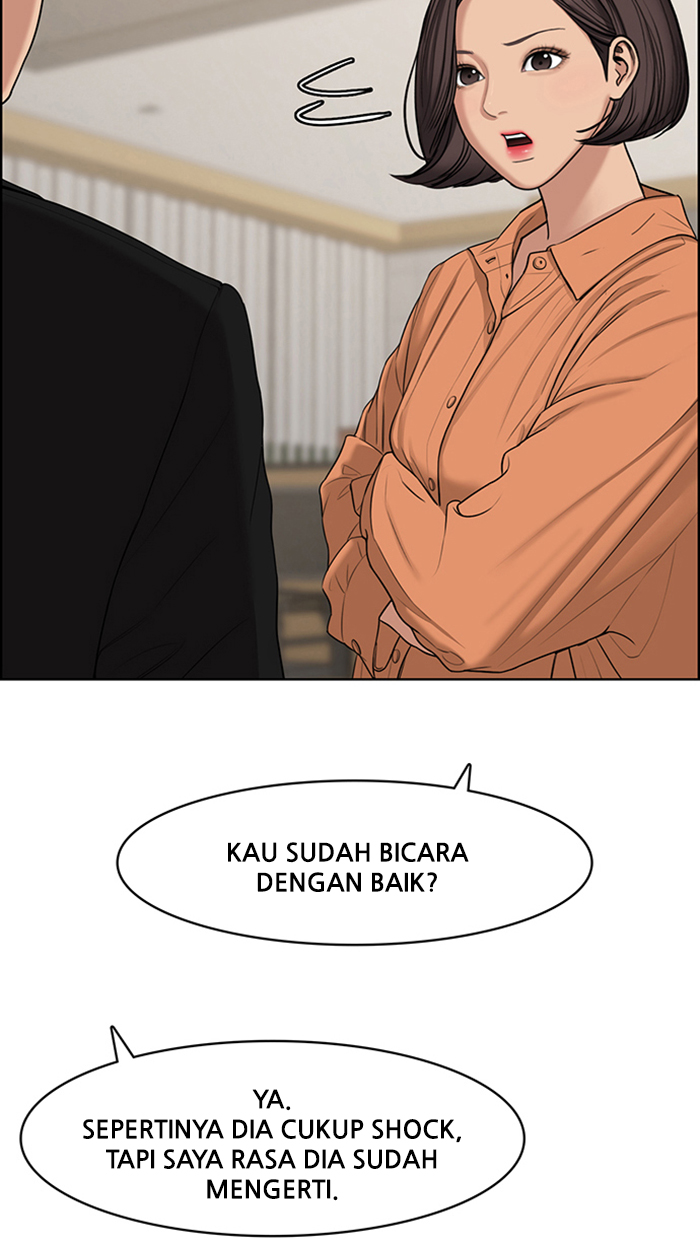 KAU SUDAH BICARA
DENGAN BAIK?
YA.
SEPERTINYA DIA CUKUP SHOCK,
TAPI SAYA RASA DIA SUDAH
MENGERTI.